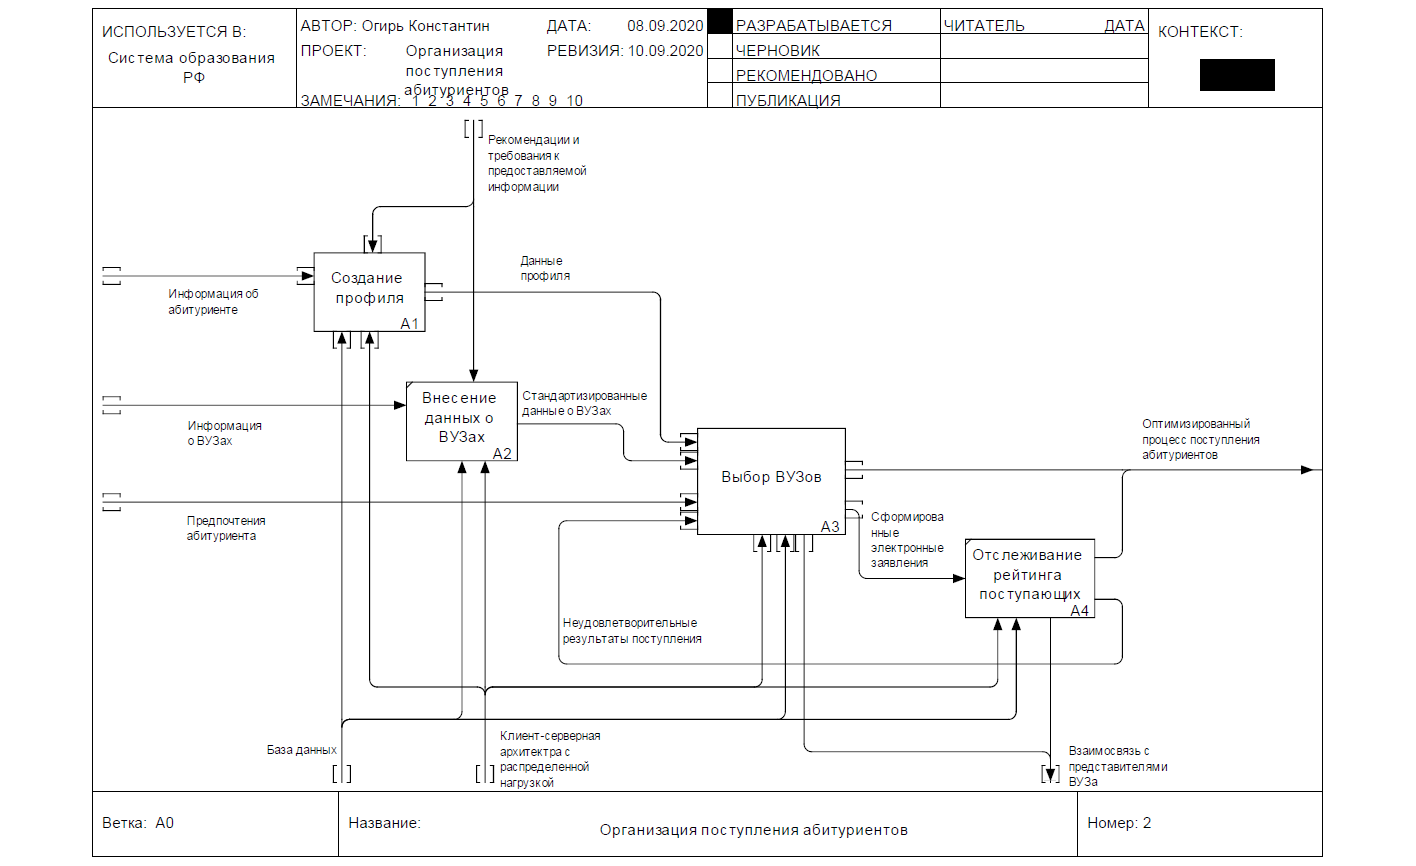 ИСПОЛЬЗУЕТСЯ В:
Система образования
РФ
АВТОР: Огирь Константин
ДАТА: 08.09.2020
ПРОЕКТ: Организация
поступления
абитуриентов
РЕВИЗИЯ: 10.09.2020
ЗАМЕЧАНИЯ: 1 2 3 4 5 6 7 8 9 10
РАЗРАБАТЫВАЕТСЯ
ЧЕРНОВИК
РЕКОМЕНДОВАНО
ПУБЛИКАЦИЯ
ЧИТАТЕЛЬ ДАТА
КОНТЕКСТ:
Рекомендации и
требования к
предоставляемой
информации
Информация об
абитуриенте
Создание
профиля
A1
Данные
профиля
Информация
о ВУЗах
Внесение
данных о
ВУЗах
A2
Стандартизированные
данные о ВУЗах
Предпочтения
абитуриента
Выбор ВУЗов
A3
Оптимизированный
процесс поступления
абитуриентов
Сформирова
нные
электронные
заявления
Отслеживание
рейтинга
поступающих
A4
Неудовлетворительные
результаты поступления
База данных
Клиент-серверная
архитектра с
распределенной
нагрузкой
Взаимосвязь с
представителями
ВУЗа
Ветка: A0
Название:
Организация поступления абитуриентов
Номер: 2